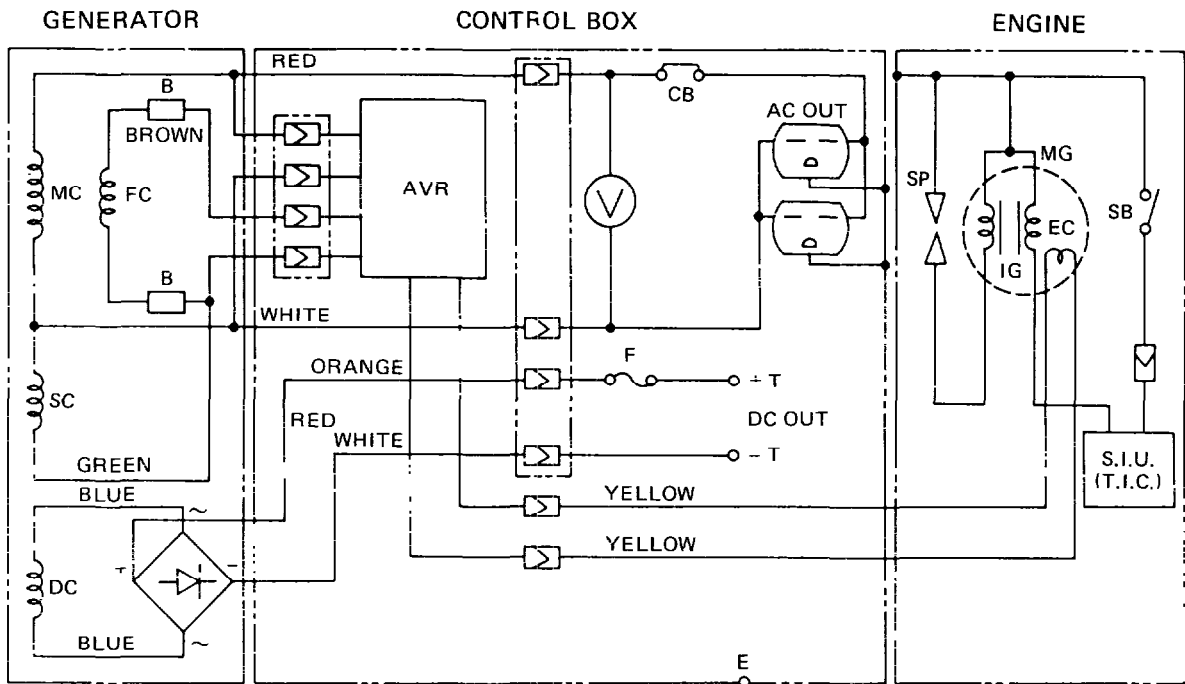 GENERATOR
CONTROL BOX
ENGINE
RED
B
BROWN
MC
FC
B
AVR
V
CB
AC OUT
SP
MG
EC
IG
SB
WHITE
ORANGE
F
+ T
RED
DC OUT
SC
WHITE
- T
GREEN
S.I.U.
(T.I.C.)
BLUE
~
YELLOW
YELLOW
+
-
DC
BLUE
~
E